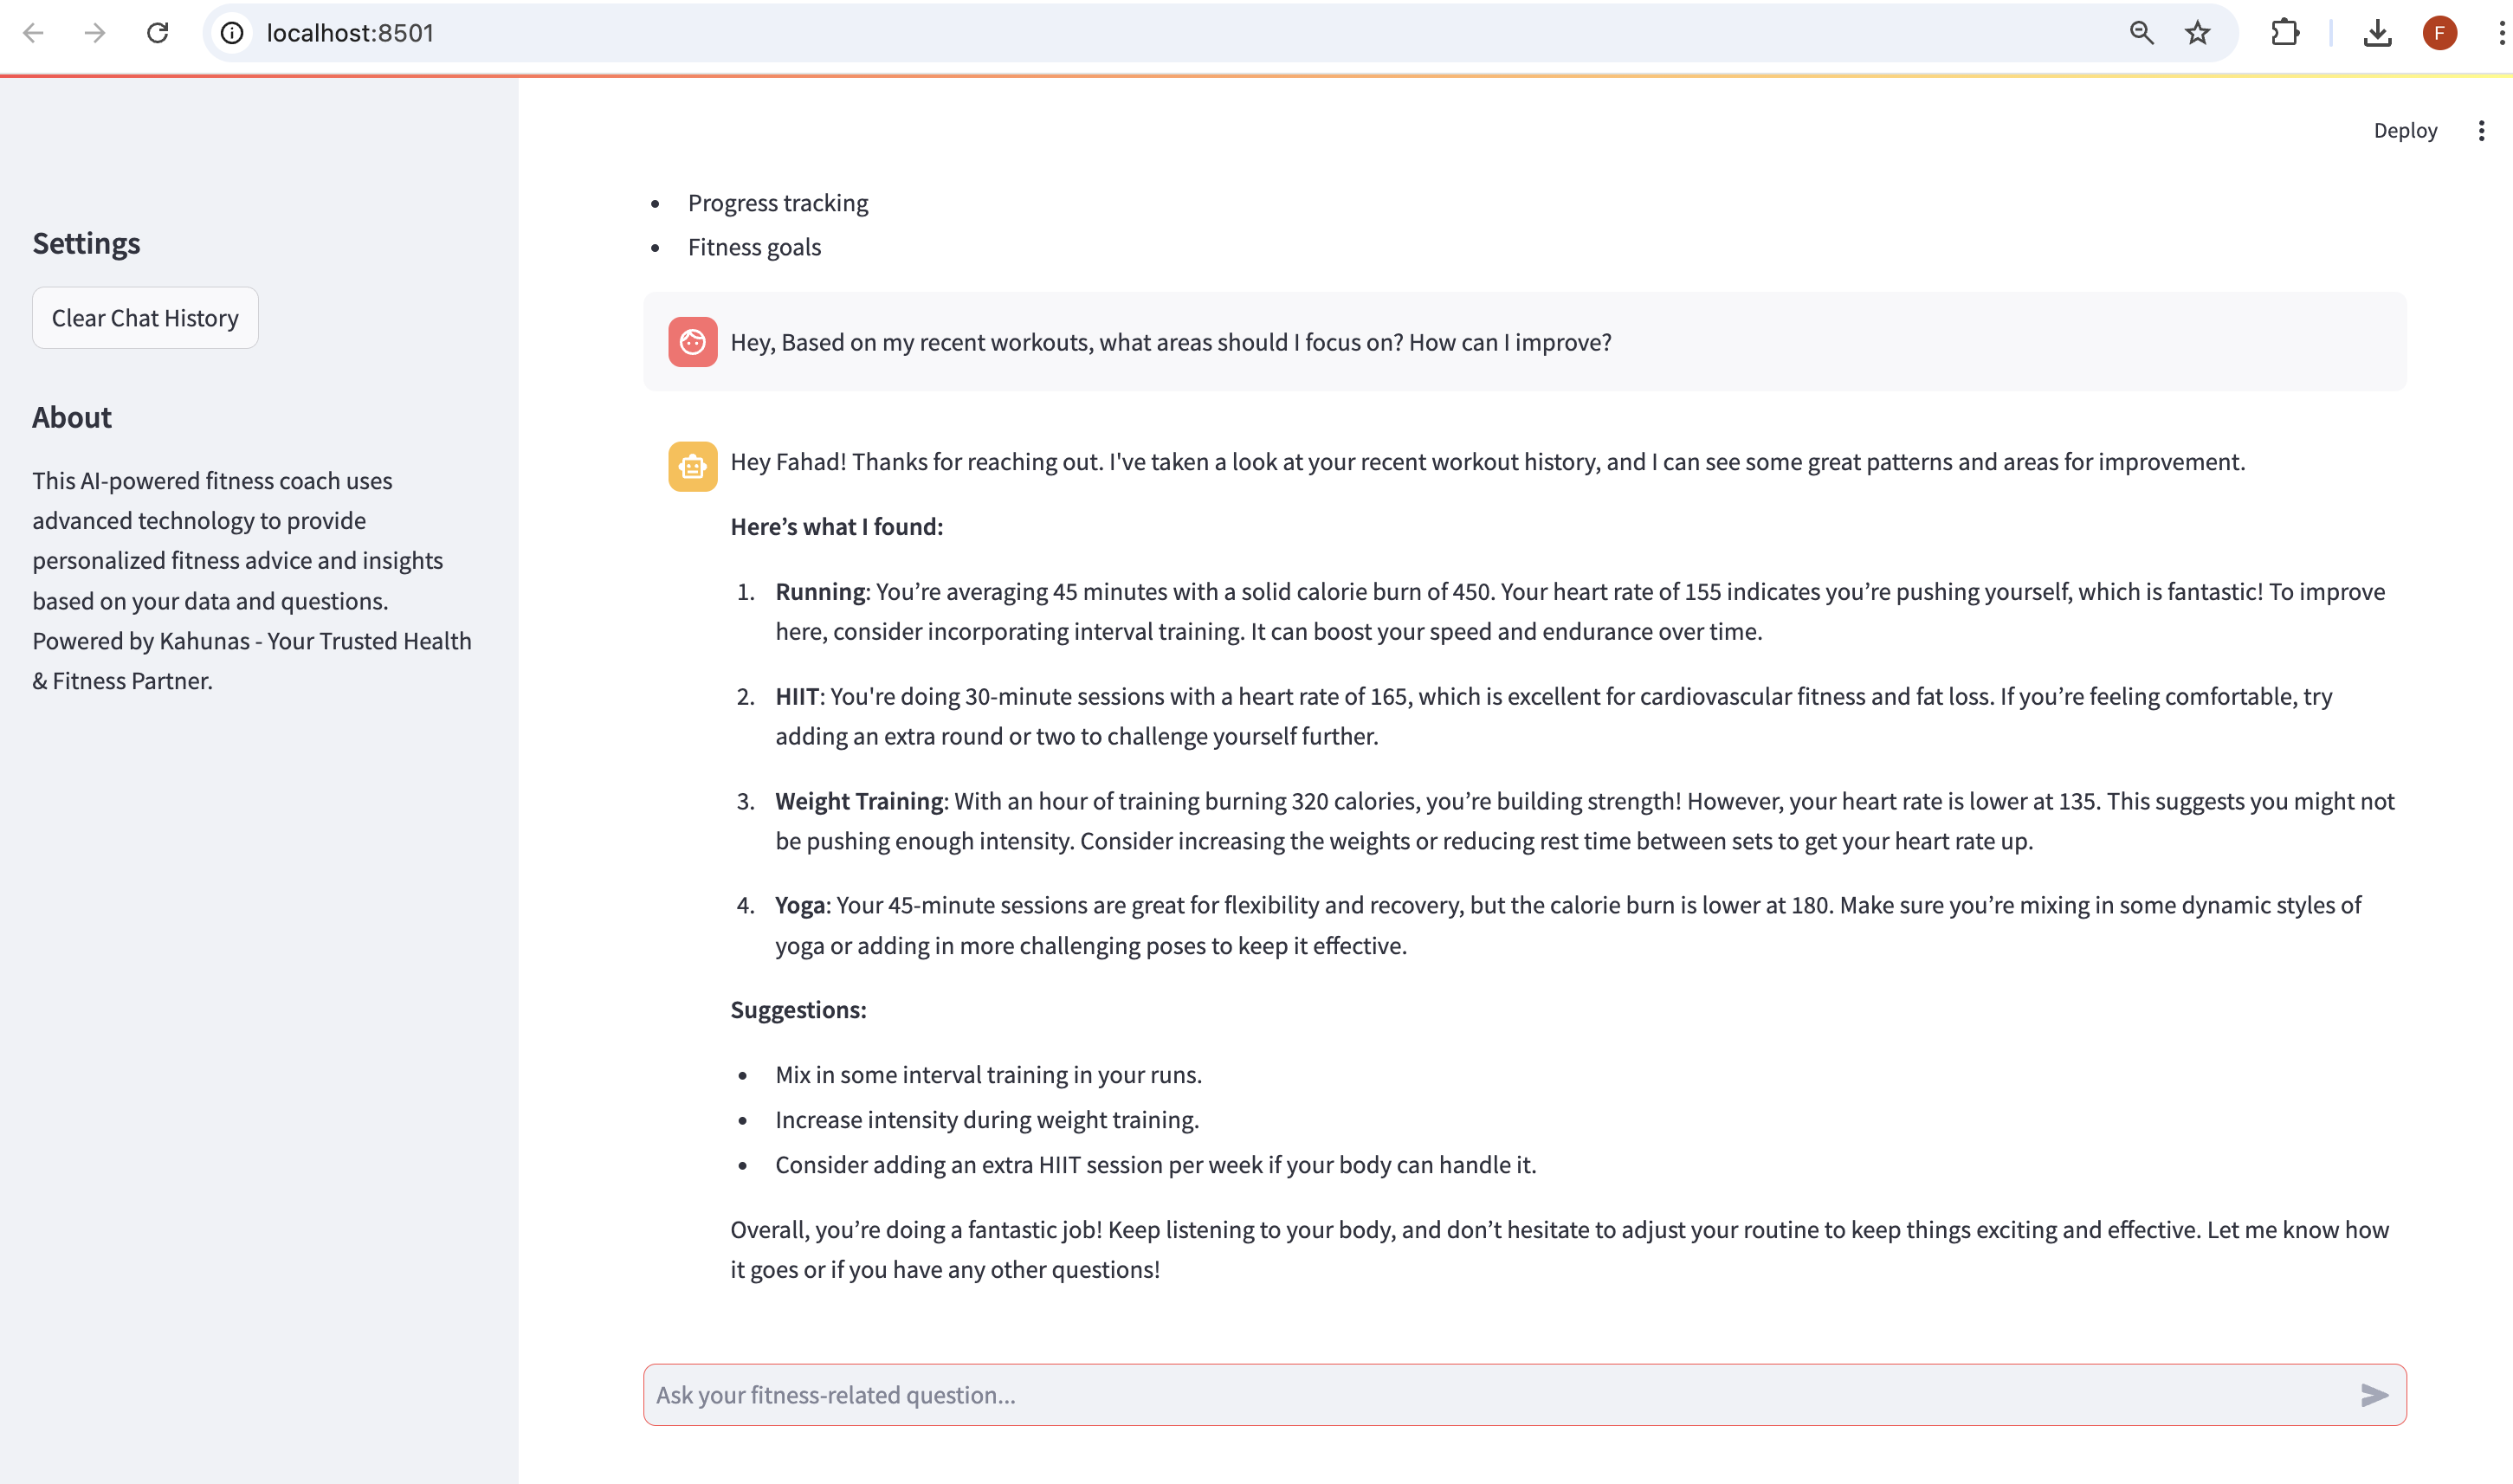 localhost:8501
F
Deploy
Settings
Clear Chat History
About
This AI-powered fitness coach uses
advanced technology to provide
personalized fitness advice and insights
based on your data and questions.
Powered by Kahunas - Your Trusted Health
& Fitness Partner.
• Progress tracking
• Fitness goals
Hey, Based on my recent workouts, what areas should I focus on? How can I improve?
Hey Fahad! Thanks for reaching out. I've taken a look at your recent workout history, and I can see some great patterns and areas for improvement.
Here’s what I found:
1. Running: You’re averaging 45 minutes with a solid calorie burn of 450. Your heart rate of 155 indicates you’re pushing yourself, which is fantastic! To improve
here, consider incorporating interval training. It can boost your speed and endurance over time.
2. HIIT: You're doing 30-minute sessions with a heart rate of 165, which is excellent for cardiovascular fitness and fat loss. If you’re feeling comfortable, try
adding an extra round or two to challenge yourself further.
3. Weight Training: With an hour of training burning 320 calories, you’re building strength! However, your heart rate is lower at 135. This suggests you might not
be pushing enough intensity. Consider increasing the weights or reducing rest time between sets to get your heart rate up.
4. Yoga: Your 45-minute sessions are great for flexibility and recovery, but the calorie burn is lower at 180. Make sure you’re mixing in some dynamic styles of
yoga or adding in more challenging poses to keep it effective.
Suggestions:
• Mix in some interval training in your runs.
• Increase intensity during weight training.
• Consider adding an extra HIIT session per week if your body can handle it.
Overall, you’re doing a fantastic job! Keep listening to your body, and don’t hesitate to adjust your routine to keep things exciting and effective. Let me know how
it goes or if you have any other questions!
Ask your fitness-related question...